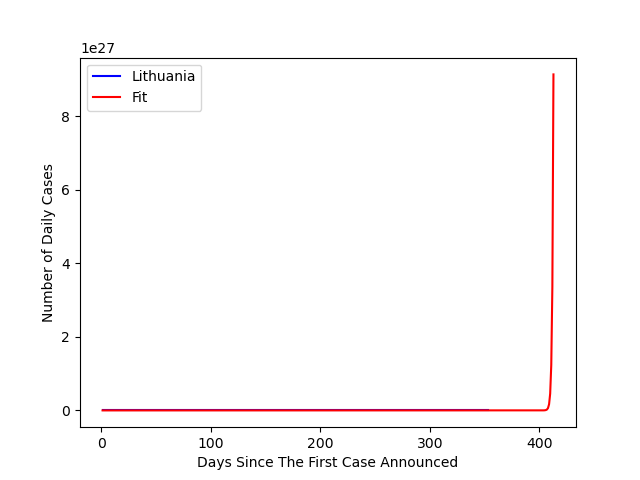 1e27
Lithuania
Fit
8
6
4
2
0
Number of Daily Cases
0 100 200 300 400
Days Since The First Case Announced